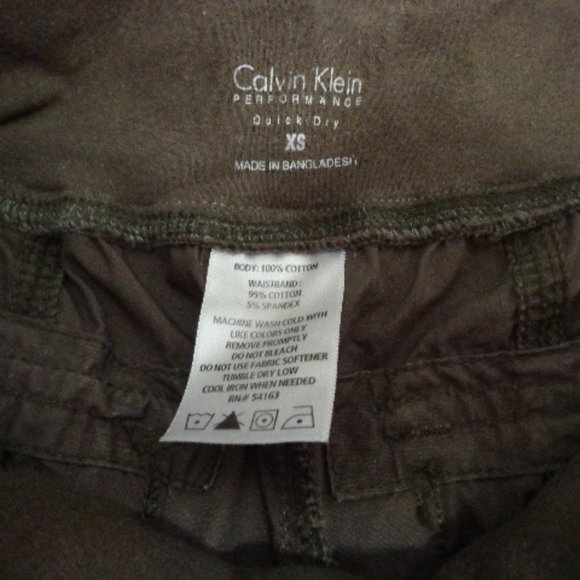 Calvin Klein
PERFORMANCE
Quick Dry
XS
MADE IN BANGLADESH
BODY: 100% COTTON
WAISTBAND:
95% COTTON
5% SPANDEX
MACHINE WASH COLD WITH
LIKE COLORS ONLY
REMOVE PROMPTLY
DO NOT BLEACH
DO NOT USE FABRIC SOFTENER
TUMBLE DRY LOW
COOL IRON WHEN NEEDED
RN# 54163